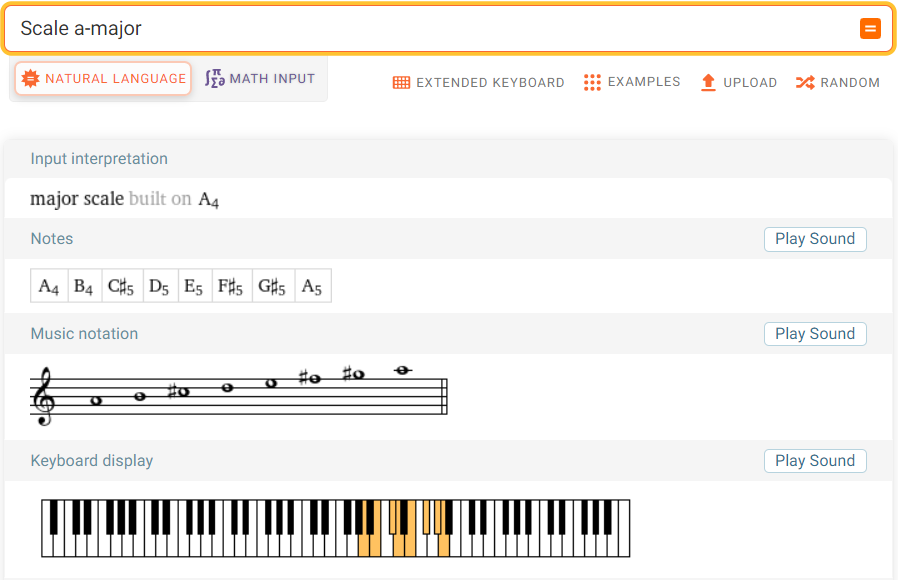 Scale a-major
NATURAL LANGUAGE MATH INPUT EXTENDED KEYBOARD EXAMPLES UPLOAD RANDOM
Input interpretation
major scale built on A₄
Notes Play Sound
A₄ B₄ C♯₅ D₅ E₅ F♯₅ G♯₅ A₅
Music notation Play Sound
Keyboard display Play Sound